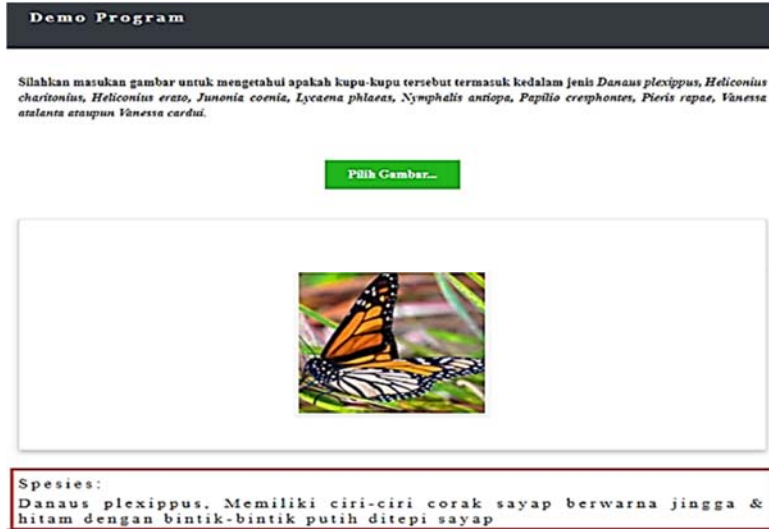 Demo Program
Silahkan masukan gambar untuk mengetahui apakah kupu-kupu tersebut termasuk kedalam jenis Danaus plexippus, Heliconius
charitonius, Heliconius erato, Junonia coenia, Lycaena phlaeas, Nymphalis antiopa, Papilio cresphontes, Pieris rapae, Vanessa
atalanta ataupun Vanessa cardui.
Pilih Gambar...
Spesies:
Danaus plexippus, Memiliki ciri-ciri corak sayap berwarna jingga &
hitam dengan bintik-bintik putih ditepi sayap